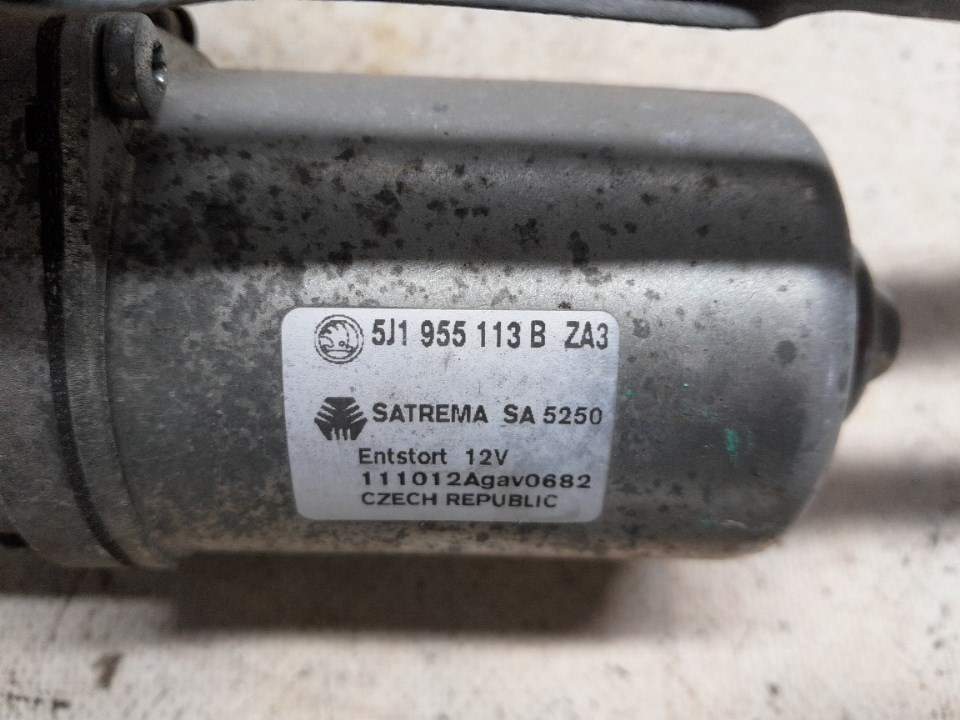 5J1 955 113 B ZA3
SATREMA SA 5250
Entstort 12V
111012Agav0682
CZECH REPUBLIC